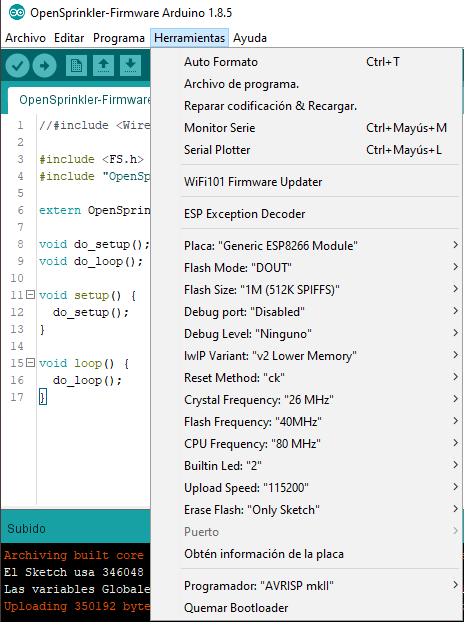 OpenSprinkler-Firmware Arduino 1.8.5
Archivo Editar Programa Herramientas Ayuda
OpenSprinkler-Firmware
Auto Formato Ctrl+T
Archivo de programa.
Reparar codificación & Recargar.
Monitor Serie Ctrl+Mayús+M
Serial Plotter Ctrl+Mayús+L
WiFi101 Firmware Updater
ESP Exception Decoder
Placa: "Generic ESP8266 Module"
Flash Mode: "DOUT"
Flash Size: "1M (512K SPIFFS)"
Debug port: "Disabled"
Debug Level: "Ninguno"
lwIP Variant: "v2 Lower Memory"
Reset Method: "ck"
Crystal Frequency: "26 MHz"
Flash Frequency: "40MHz"
CPU Frequency: "80 MHz"
Builtin Led: "2"
Upload Speed: "115200"
Erase Flash: "Only Sketch"
Puerto
Obtén información de la placa
Programador: "AVRISP mkII"
Quemar Bootloader
1 //#include <Wire
2
3 #include <FS.h>
4 #include "OpenSp
5
6 extern OpenSprin
7
8 void do_setup();
9 void do_loop();
10
11 void setup() {
12 do_setup();
13 }
14
15 void loop() {
16 do_loop();
17 }
Subido
Archiving built core
El Sketch usa 346048
Las variables Globale
Uploading 350192 byte